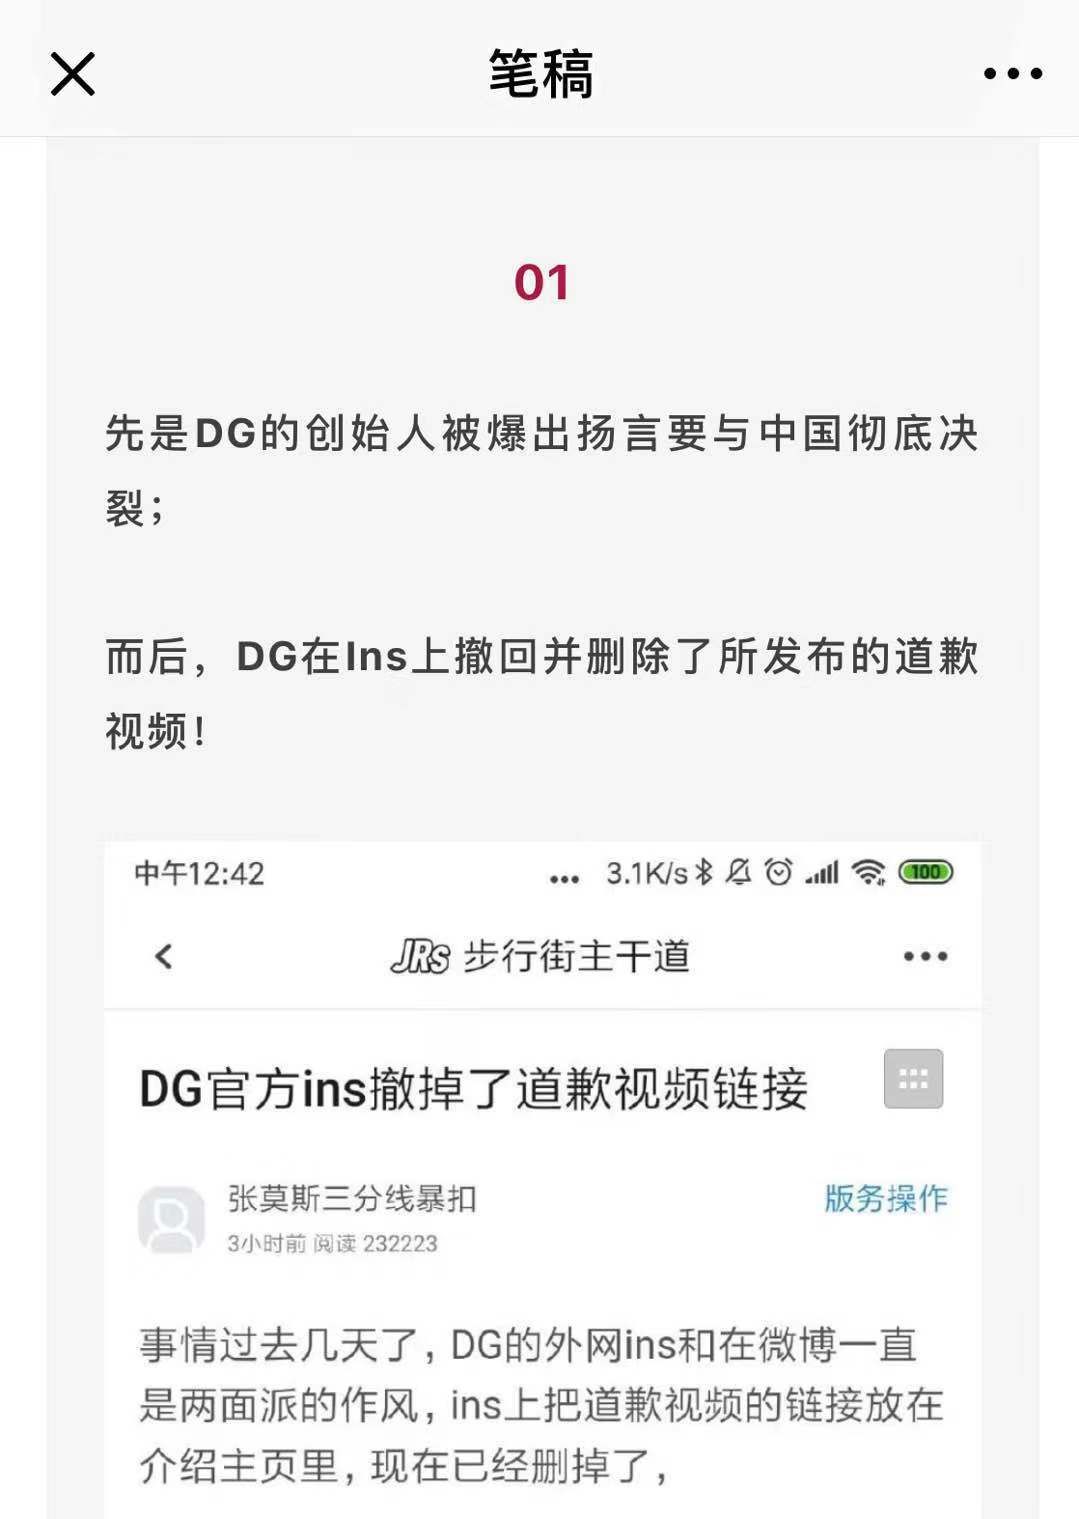 笔稿
01
先是DG的创始人被爆出扬言要与中国彻底决
裂；
而后，DG在Ins上撤回并删除了所发布的道歉
视频！
中午12:42
3.1K/s
100
JRs 步行街主干道
DG官方ins撤掉了道歉视频链接
张莫斯三分线暴扣
版务操作
3小时前 阅读 232223
事情过去几天了，DG的外网ins和在微博一直
是两面派的作风，ins上把道歉视频的链接放在
介绍主页里，现在已经删掉了，